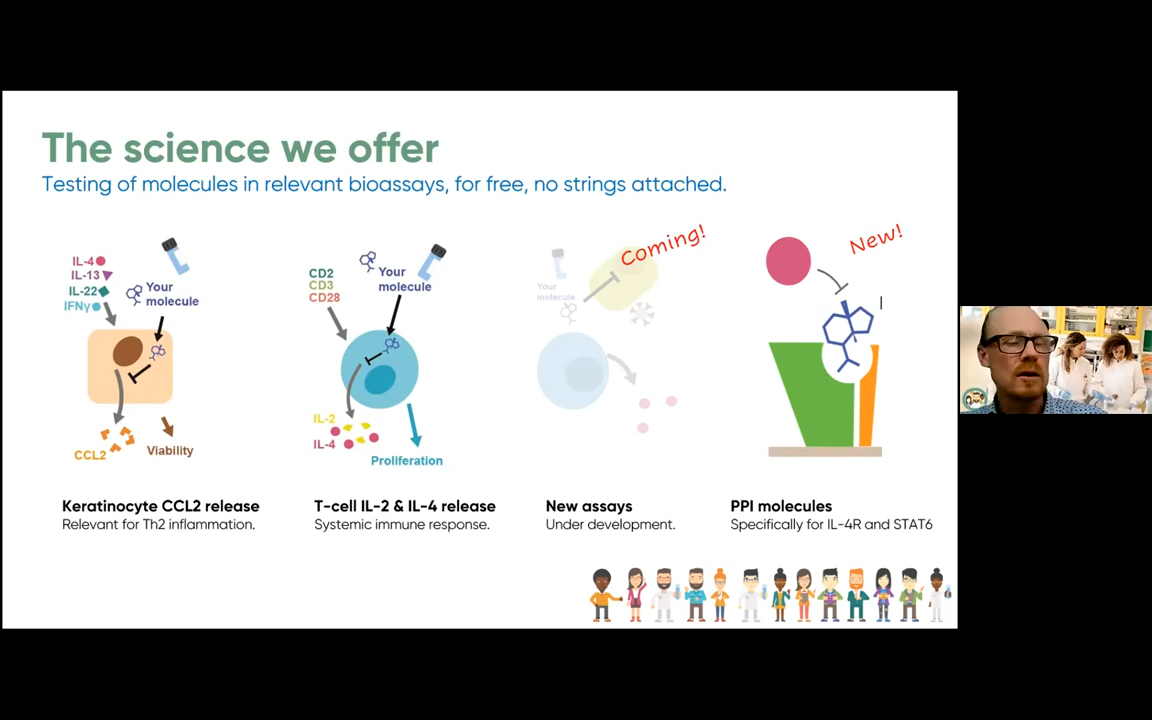 The science we offer
Testing of molecules in relevant bioassays, for free, no strings attached.
IL-4
IL-13
IL-22
IFNγ
Your
molecule
CCL2
Viability
Keratinocyte CCL2 release
Relevant for Th2 inflammation.
CD2
CD3
CD28
Your
molecule
IL-2
IL-4
Proliferation
T-cell IL-2 & IL-4 release
Systemic immune response.
Coming!
Your
molecule
New assays
Under development.
New!
PPI molecules
Specifically for IL-4R and STAT6